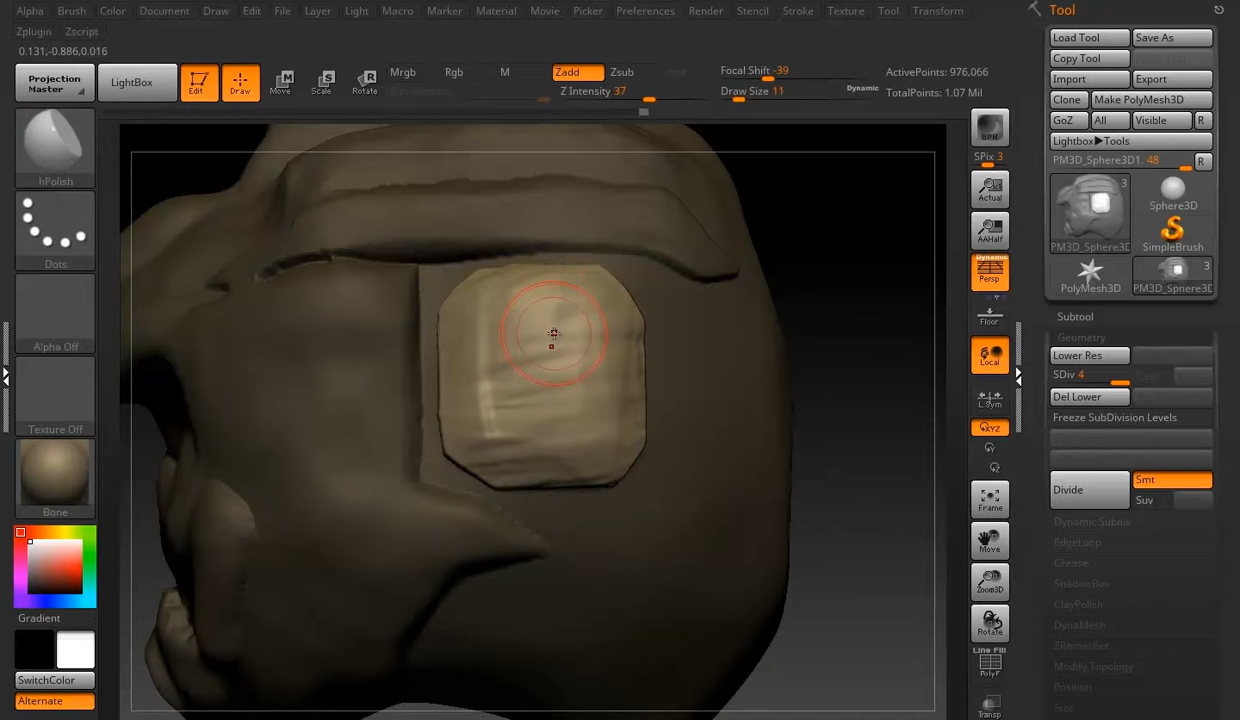 Alpha Brush Color Document Draw Edit File Layer Light Macro Marker Material Movie Picker Preferences Render Stencil Stroke Texture Tool Transform
Zplugin Zscript
0.131,-0.886,0.016
Projection Master
LightBox
Edit
Draw
Move
Scale
Rotate
Mrgb Rgb M
Zadd Zsub
Z Intensity 37
Focal Shift -39
Draw Size 11
Dynamic
ActivePoints: 976,066
TotalPoints: 1.07 Mil
hPolish
Dots
Alpha Off
Texture Off
Bone
Gradient
SwitchColor
Alternate
BPR
SPix 3
Actual
AAHalf
Dynamic
Persp
Floor
Local
L.Sym
XYZ
Frame
Move
Zoom3D
Rotate
Line Fill
PolyF
Transp
Tool
Load Tool Save As
Copy Tool
Import Export
Clone Make PolyMesh3D
GoZ All Visible R
Lightbox▶Tools
PM3D_Sphere3D1. 48 R
3
PM3D_Sphere3D
Sphere3D
SimpleBrush
PolyMesh3D
3
PM3D_Sphere3D
Subtool
Geometry
Lower Res
SDiv 4
Del Lower
Freeze SubDivision Levels
Divide
Smt
Suv
Dynamic Subdiv
EdgeLoop
Crease
ShadowBox
ClayPolish
DynaMesh
ZRemesher
Modify Topology
Position
Size